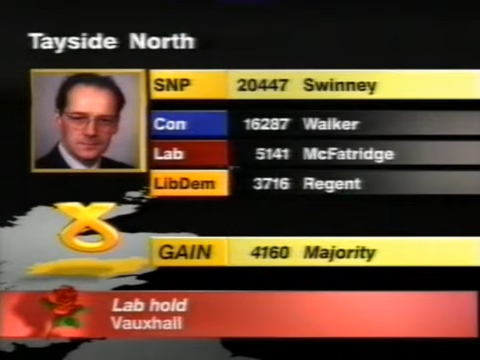 Tayside North
SNP 20447 Swinney
Con 16287 Walker
Lab 5141 McFatridge
LibDem 3716 Regent
GAIN 4160 Majority
Lab hold
Vauxhall